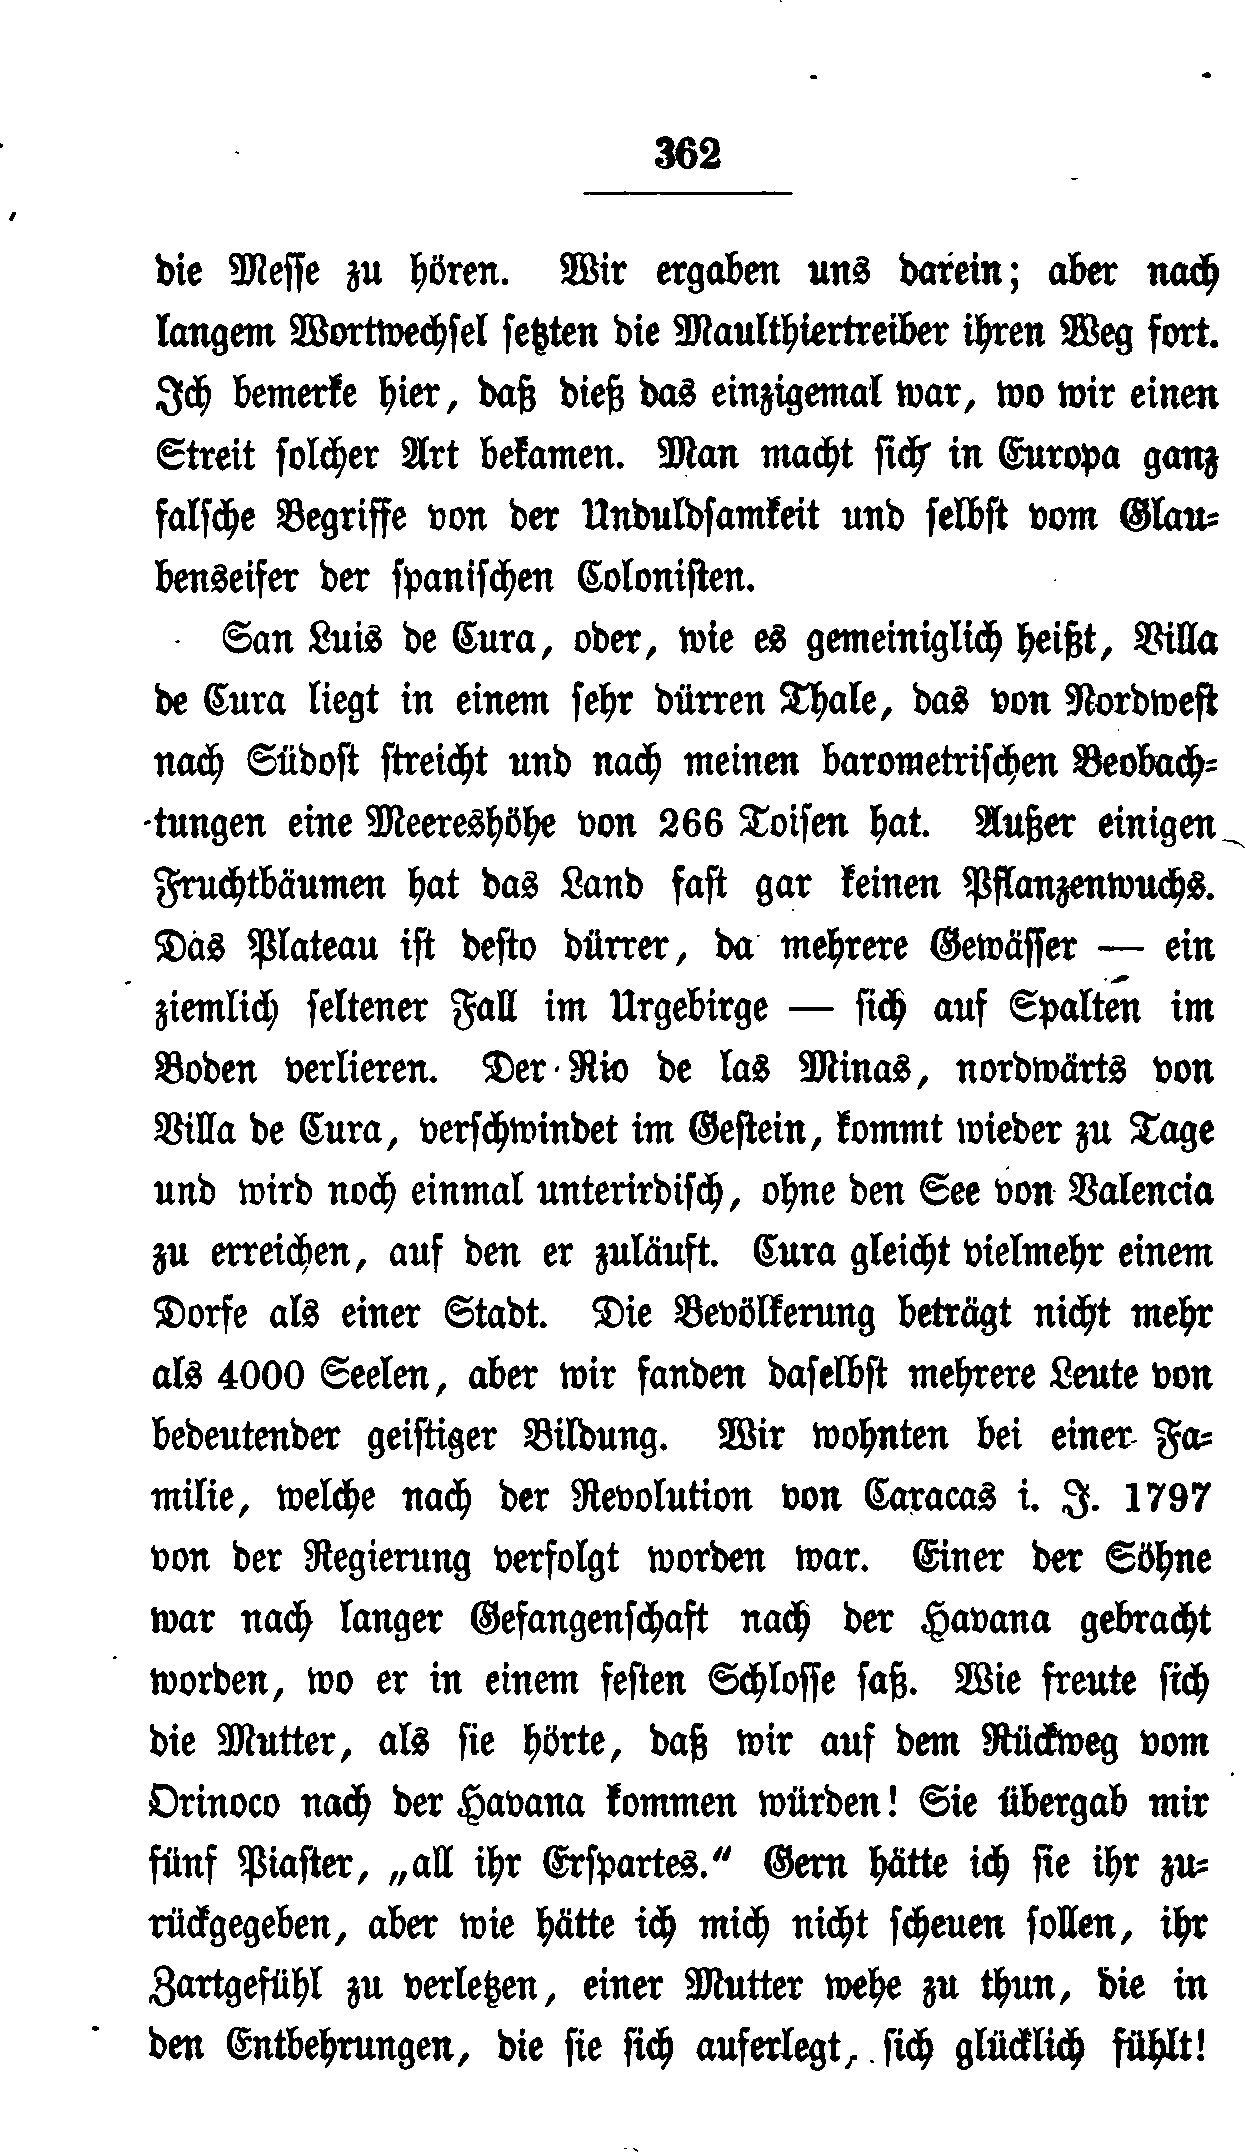 362
die Messe zu hören. Wir ergaben uns darein; aber nach
langem Wortwechsel setzten die Maulthiertreiber ihren Weg fort.
Ich bemerke hier, daß dieß das einzigemal war, wo wir einen
Streit solcher Art bekamen. Man macht sich in Europa ganz
falsche Begriffe von der Unduldsamkeit und selbst vom Glau-
benseifer der spanischen Colonisten.
San Luis de Cura, oder, wie es gemeiniglich heißt, Villa
de Cura liegt in einem sehr dürren Thale, das von Nordwest
nach Südost streicht und nach meinen barometrischen Beobach-
tungen eine Meereshöhe von 266 Toisen hat. Außer einigen
Fruchtbäumen hat das Land fast gar keinen Pflanzenwuchs.
Das Plateau ist desto dürrer, da mehrere Gewässer — ein
ziemlich seltener Fall im Urgebirge — sich auf Spalten im
Boden verlieren. Der Rio de las Minas, nordwärts von
Villa de Cura, verschwindet im Gestein, kommt wieder zu Tage
und wird noch einmal unterirdisch, ohne den See von Valencia
zu erreichen, auf den er zuläuft. Cura gleicht vielmehr einem
Dorfe als einer Stadt. Die Bevölkerung beträgt nicht mehr
als 4000 Seelen, aber wir fanden daselbst mehrere Leute von
bedeutender geistiger Bildung. Wir wohnten bei einer Fa-
milie, welche nach der Revolution von Caracas i. J. 1797
von der Regierung verfolgt worden war. Einer der Söhne
war nach langer Gefangenschaft nach der Havana gebracht
worden, wo er in einem festen Schlosse saß. Wie freute sich
die Mutter, als sie hörte, daß wir auf dem Rückweg vom
Orinoco nach der Havana kommen würden! Sie übergab mir
fünf Piaster, „all ihr Erspartes.“ Gern hätte ich sie ihr zu-
rückgegeben, aber wie hätte ich mich nicht scheuen sollen, ihr
Zartgefühl zu verletzen, einer Mutter wehe zu thun, die in
den Entbehrungen, die sie sich auferlegt, sich glücklich fühlt!